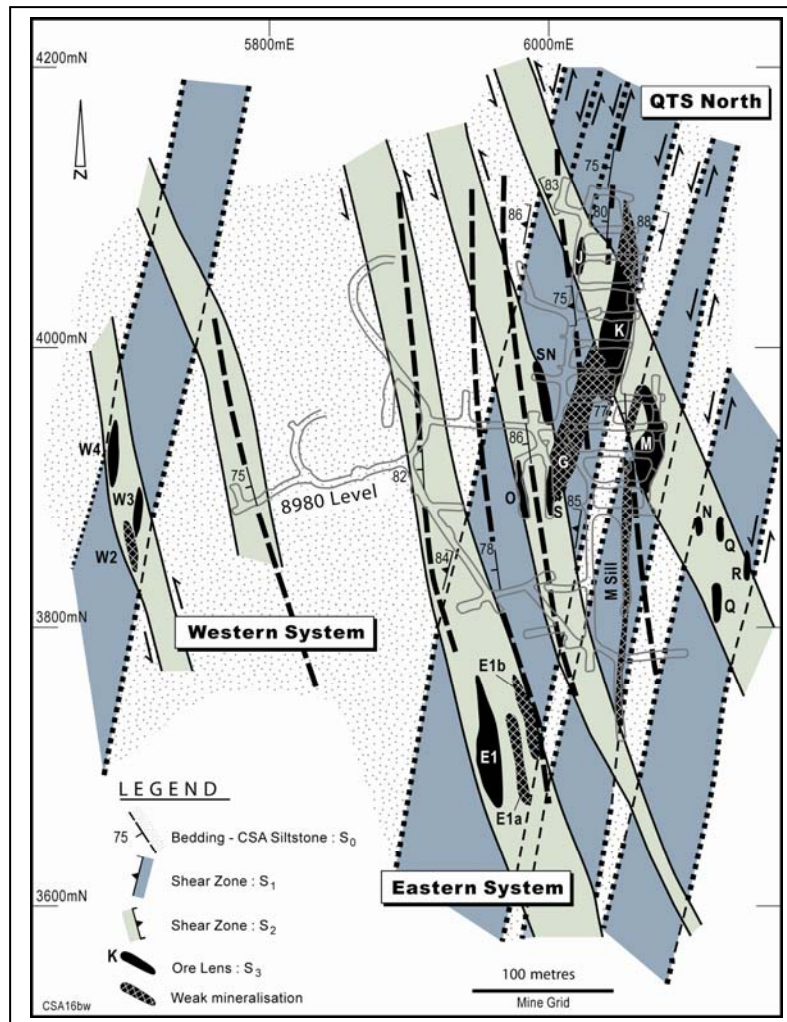 5800mE
6000mE
4200mN
QTS North
75
83
86
80
88
J
75
K
4000mN
SN
77
86
W4
M
G
75
82
8980 Level
W3
O
S
85
N
Q
W2
78
R
84
M Sill
Q
3800mN
Western System
E1b
E1
E1a
LEGEND
75
Bedding - CSA Siltstone : S0
Shear Zone : S1
Eastern System
3600mN
Shear Zone : S2
K
Ore Lens : S3
100 metres
Weak mineralisation
Mine Grid
CSA16bw
N